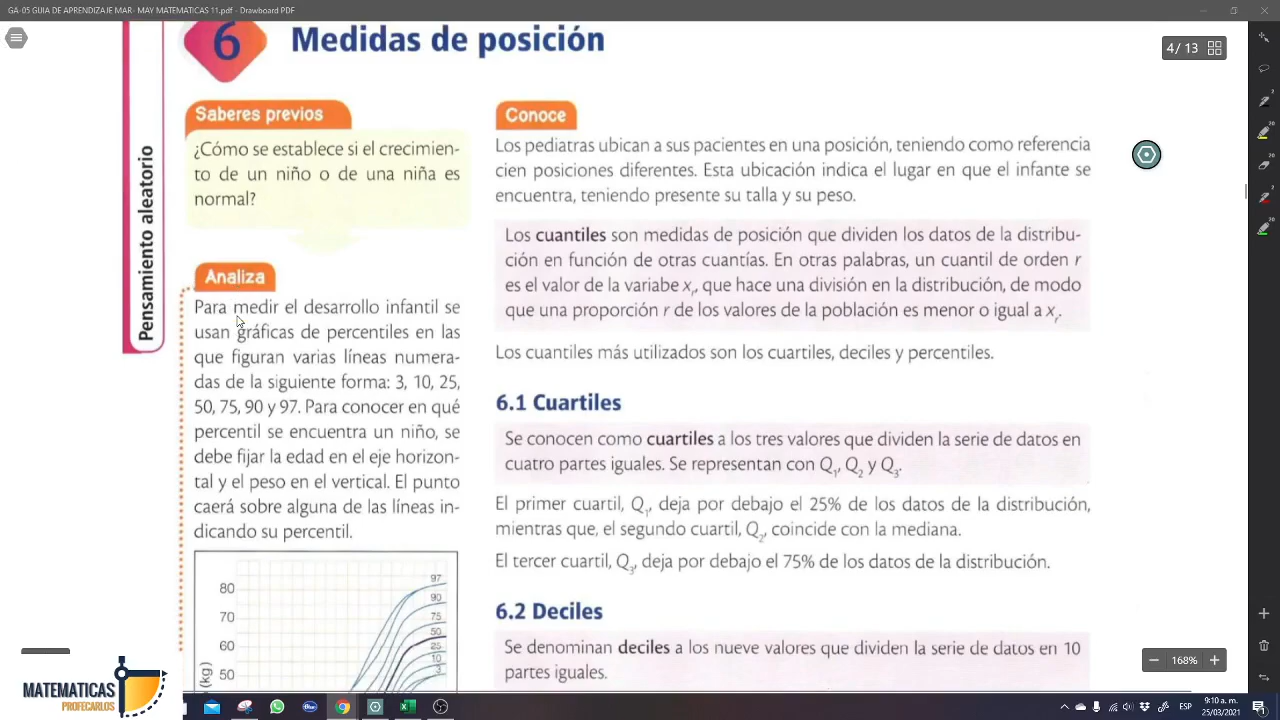 GA-05 GUIA DE APRENDIZAJE MAR- MAY MATEMATICAS 11.pdf - Drawboard PDF
4 / 13
6 Medidas de posición
Pensamiento aleatorio
Saberes previos
¿Cómo se establece si el crecimien-
to de un niño o de una niña es
normal?
Analiza
Para medir el desarrollo infantil se
usan gráficas de percentiles en las
que figuran varias líneas numera-
das de la siguiente forma: 3, 10, 25,
50, 75, 90 y 97. Para conocer en qué
percentil se encuentra un niño, se
debe fijar la edad en el eje horizon-
tal y el peso en el vertical. El punto
caerá sobre alguna de las líneas in-
dicando su percentil.
80
70
60
50
(kg)
97
90
75
50
25
10
3
Conoce
Los pediatras ubican a sus pacientes en una posición, teniendo como referencia
cien posiciones diferentes. Esta ubicación indica el lugar en que el infante se
encuentra, teniendo presente su talla y su peso.
Los cuantiles son medidas de posición que dividen los datos de la distribu-
ción en función de otras cuantías. En otras palabras, un cuantil de orden r
es el valor de la variabe xr, que hace una división en la distribución, de modo
que una proporción r de los valores de la población es menor o igual a xr.
Los cuantiles más utilizados son los cuartiles, deciles y percentiles.
6.1 Cuartiles
Se conocen como cuartiles a los tres valores que dividen la serie de datos en
cuatro partes iguales. Se representan con Q1, Q2 y Q3.
El primer cuartil, Q1, deja por debajo el 25% de los datos de la distribución,
mientras que, el segundo cuartil, Q2, coincide con la mediana.
El tercer cuartil, Q3, deja por debajo el 75% de los datos de la distribución.
6.2 Deciles
Se denominan deciles a los nueve valores que dividen la serie de datos en 10
partes iguales.
168%
MATEMATICAS
PROFECARLOS
9:10 a. m.
25/03/2021